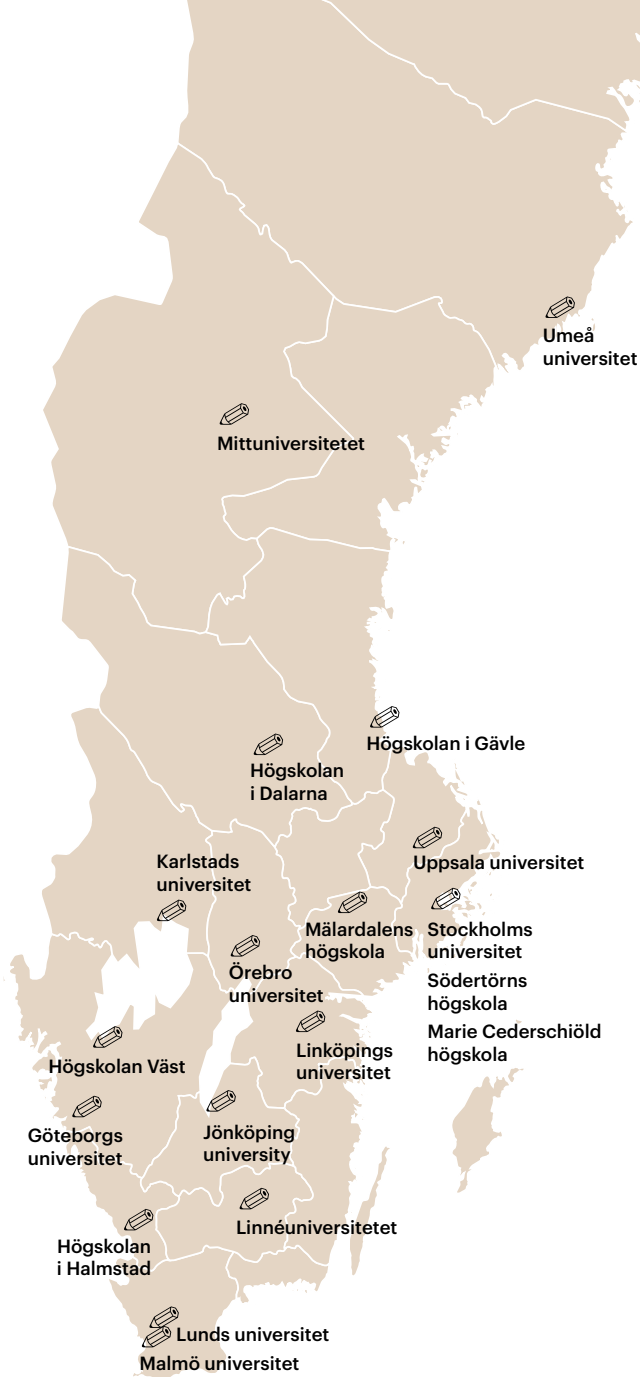 Umeå
universitet
Mittuniversitetet
Högskolan i Gävle
Högskolan
i Dalarna
Uppsala universitet
Karlstads
universitet
Mälardalens
högskola
Stockholms
universitet
Södertörns
högskola
Marie Cederschiöld
högskola
Örebro
universitet
Linköpings
universitet
Högskolan Väst
Göteborgs
universitet
Jönköping
university
Linnéuniversitetet
Högskolan
i Halmstad
Lunds universitet
Malmö universitet